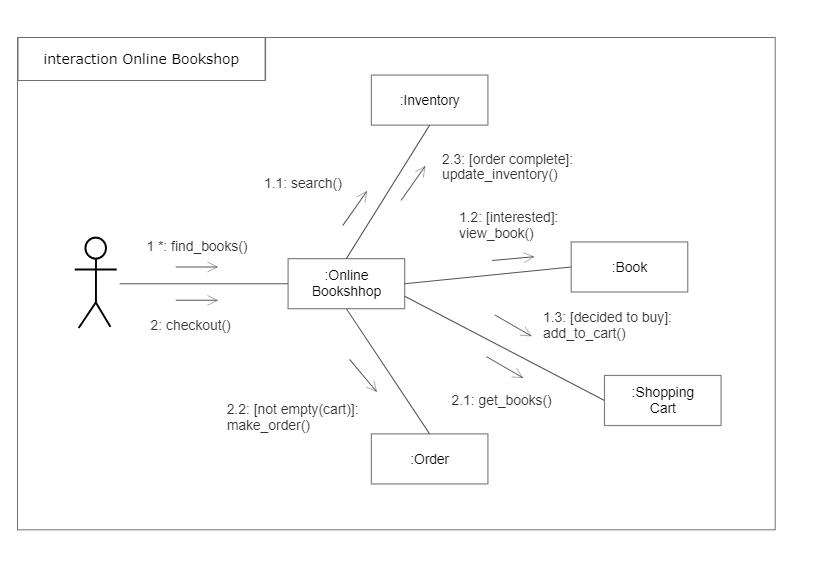 interaction Online Bookshop
:Inventory
2.3: [order complete]:
update_inventory()
1.1: search()
1.2: [interested]:
view_book()
1 *: find_books()
:Online
Bookshhop
:Book
2: checkout()
1.3: [decided to buy]:
add_to_cart()
:Shopping
Cart
2.1: get_books()
2.2: [not empty(cart)]:
make_order()
:Order